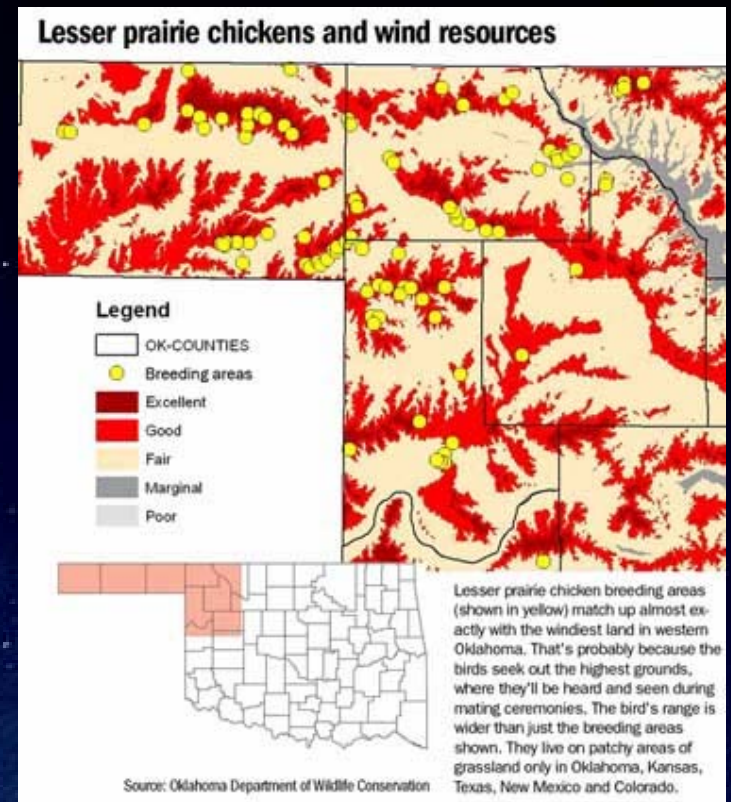 Lesser prairie chickens and wind resources
Legend
OK-COUNTIES
Breeding areas
Excellent
Good
Fair
Marginal
Poor
Lesser prairie chicken breeding areas
(shown in yellow) match up almost ex-
actly with the windiest land in western
Oklahoma. That's probably because the
birds seek out the highest grounds,
where they'll be heard and seen during
mating ceremonies. The bird's range is
wider than just the breeding areas
shown. They live on patchy areas of
grassland only in Oklahoma, Kansas,
Texas, New Mexico and Colorado.
Source: Oklahoma Department of Wildlife Conservation